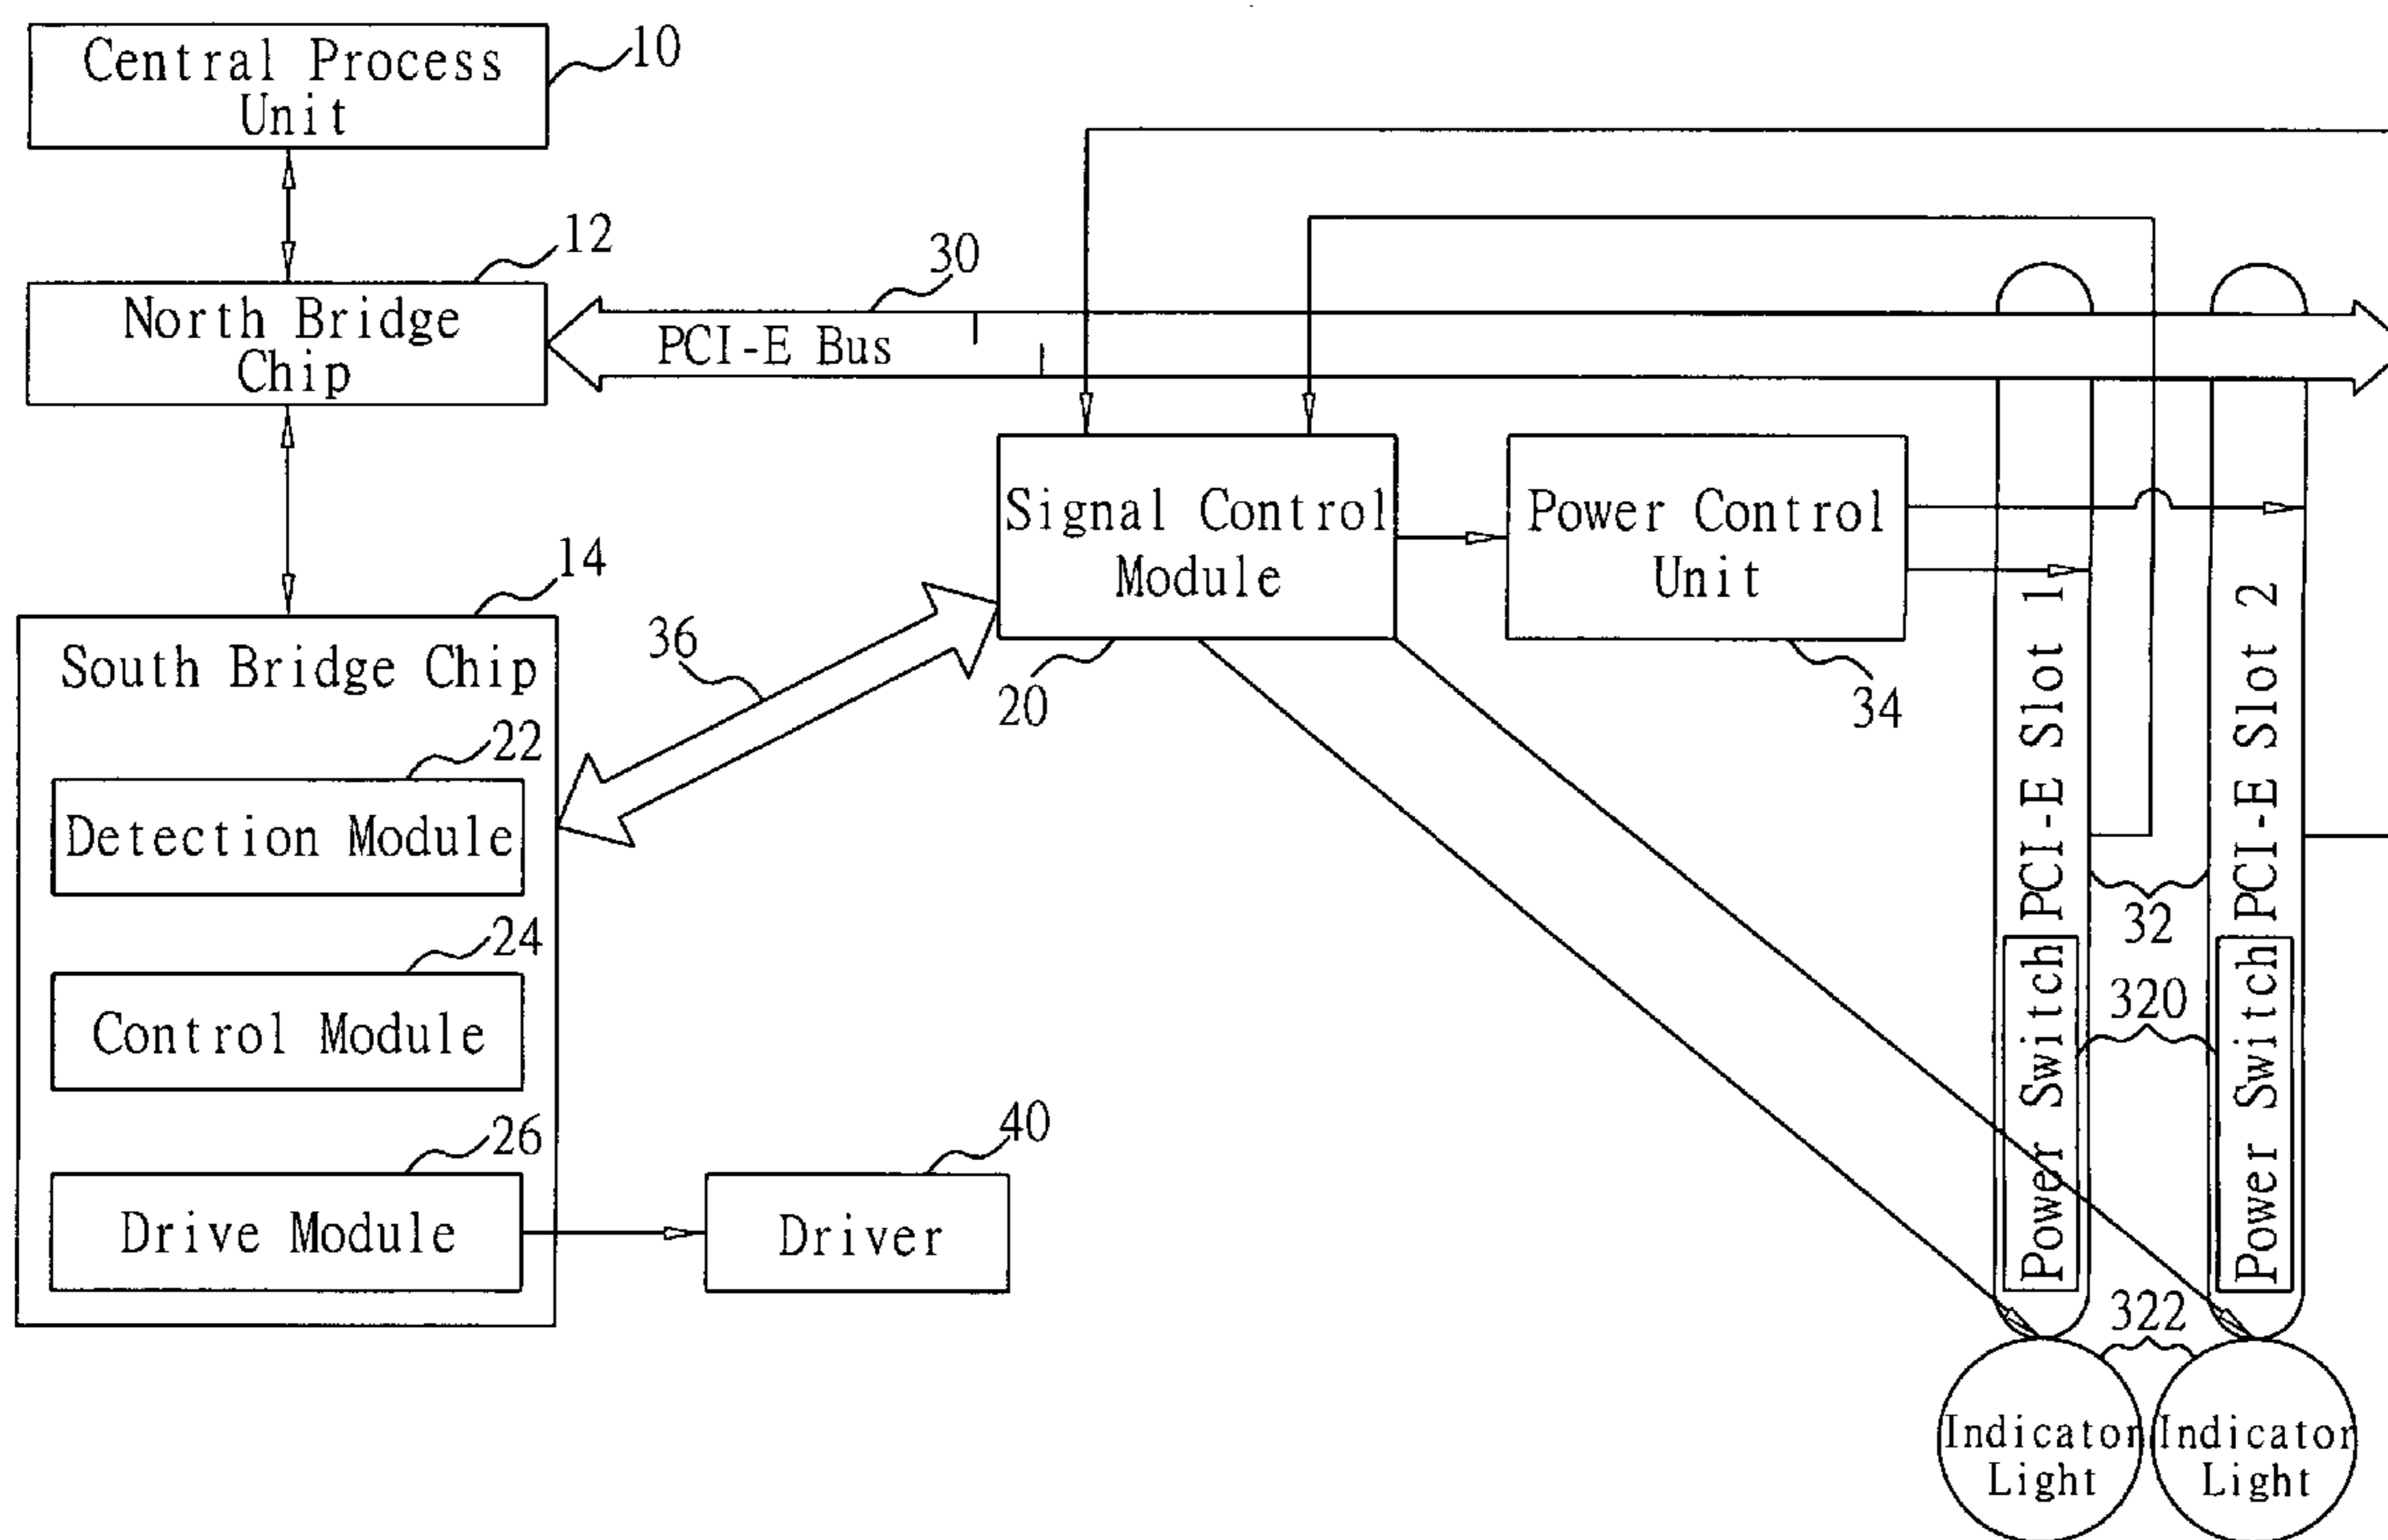 Central Process
Unit
10
12
North Bridge
Chip
30
PCI-E Bus
14
South Bridge Chip
22
Detection Module
24
Control Module
26
Drive Module
40
Driver
36
Signal Control
Module
20
Power Control
Unit
34
PCI-E Slot 1
Power Switch
PCI-E Slot 2
Power Switch
32
320
322
Indicator
Light
Indicator
Light